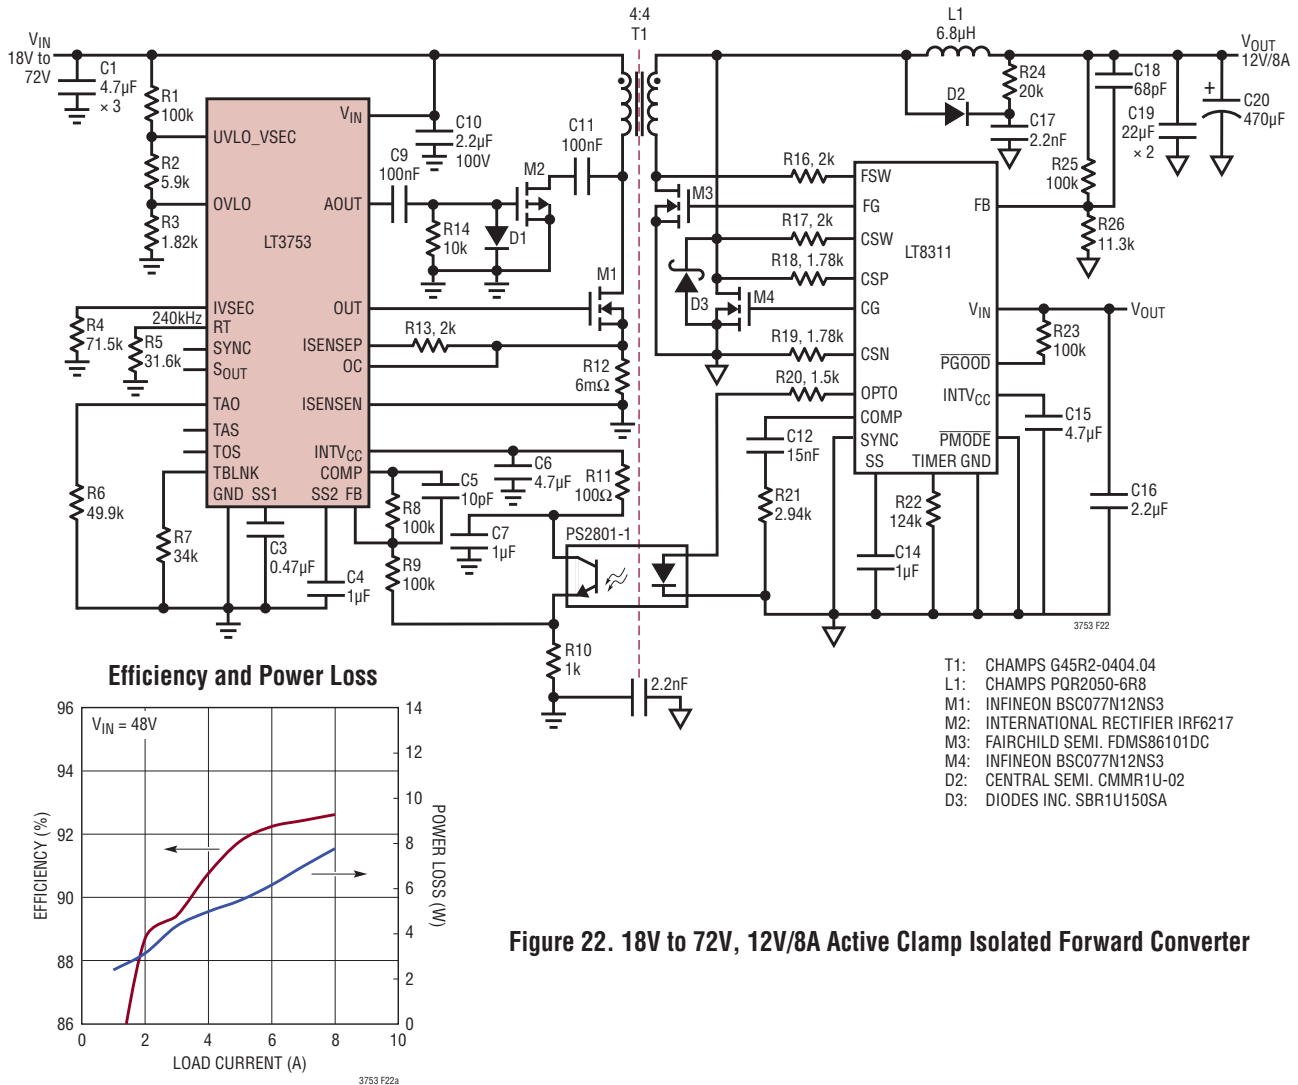 4:4
T1
L1
6.8µH
VIN
18V to
72V
VOUT
12V/8A
C1
4.7µF
× 3
R1
100k
R2
5.9k
R3
1.82k
VIN
UVLO_VSEC
OVLO
AOUT
LT3753
C10
2.2µF
100V
C9
100nF
C11
100nF
M2
R14
10k
D1
M1
R24
20k
D2
C17
2.2nF
C18
68pF
C19
22µF
× 2
C20
470µF
R25
100k
R26
11.3k
R16, 2k
M3
R17, 2k
R18, 1.78k
D3
M4
R19, 1.78k
R20, 1.5k
FSW
FG
CSW
CSP
CG
CSN
OPTO
COMP
SYNC
SS
TIMER GND
FB
LT8311
VIN
PGOOD
INTVCC
PMODE
VOUT
R23
100k
C15
4.7µF
C16
2.2µF
IVSEC
240kHz
RT
SYNC
SOUT
TAO
TAS
TOS
TBLNK
GND SS1
SS2 FB
OUT
ISENSEP
OC
ISENSEN
INTVCC
COMP
R4
71.5k
R5
31.6k
R6
49.9k
R7
34k
R13, 2k
R12
6mΩ
C6
4.7µF
R11
100Ω
C5
10pF
R8
100k
C7
1µF
R9
100k
C3
0.47µF
C4
1µF
PS2801-1
R10
1k
2.2nF
C12
15nF
R21
2.94k
R22
124k
C14
1µF
3753 F22
T1: CHAMPS G45R2-0404.04
L1: CHAMPS PQR2050-6R8
M1: INFINEON BSC077N12NS3
M2: INTERNATIONAL RECTIFIER IRF6217
M3: FAIRCHILD SEMI. FDMS86101DC
M4: INFINEON BSC077N12NS3
D2: CENTRAL SEMI. CMMR1U-02
D3: DIODES INC. SBR1U150SA
Efficiency and Power Loss
VIN = 48V
EFFICIENCY (%)
96
94
92
90
88
86
14
12
10
8
6
4
2
0
POWER LOSS (W)
0 2 4 6 8 10
LOAD CURRENT (A)
3753 F22a
Figure 22. 18V to 72V, 12V/8A Active Clamp Isolated Forward Converter